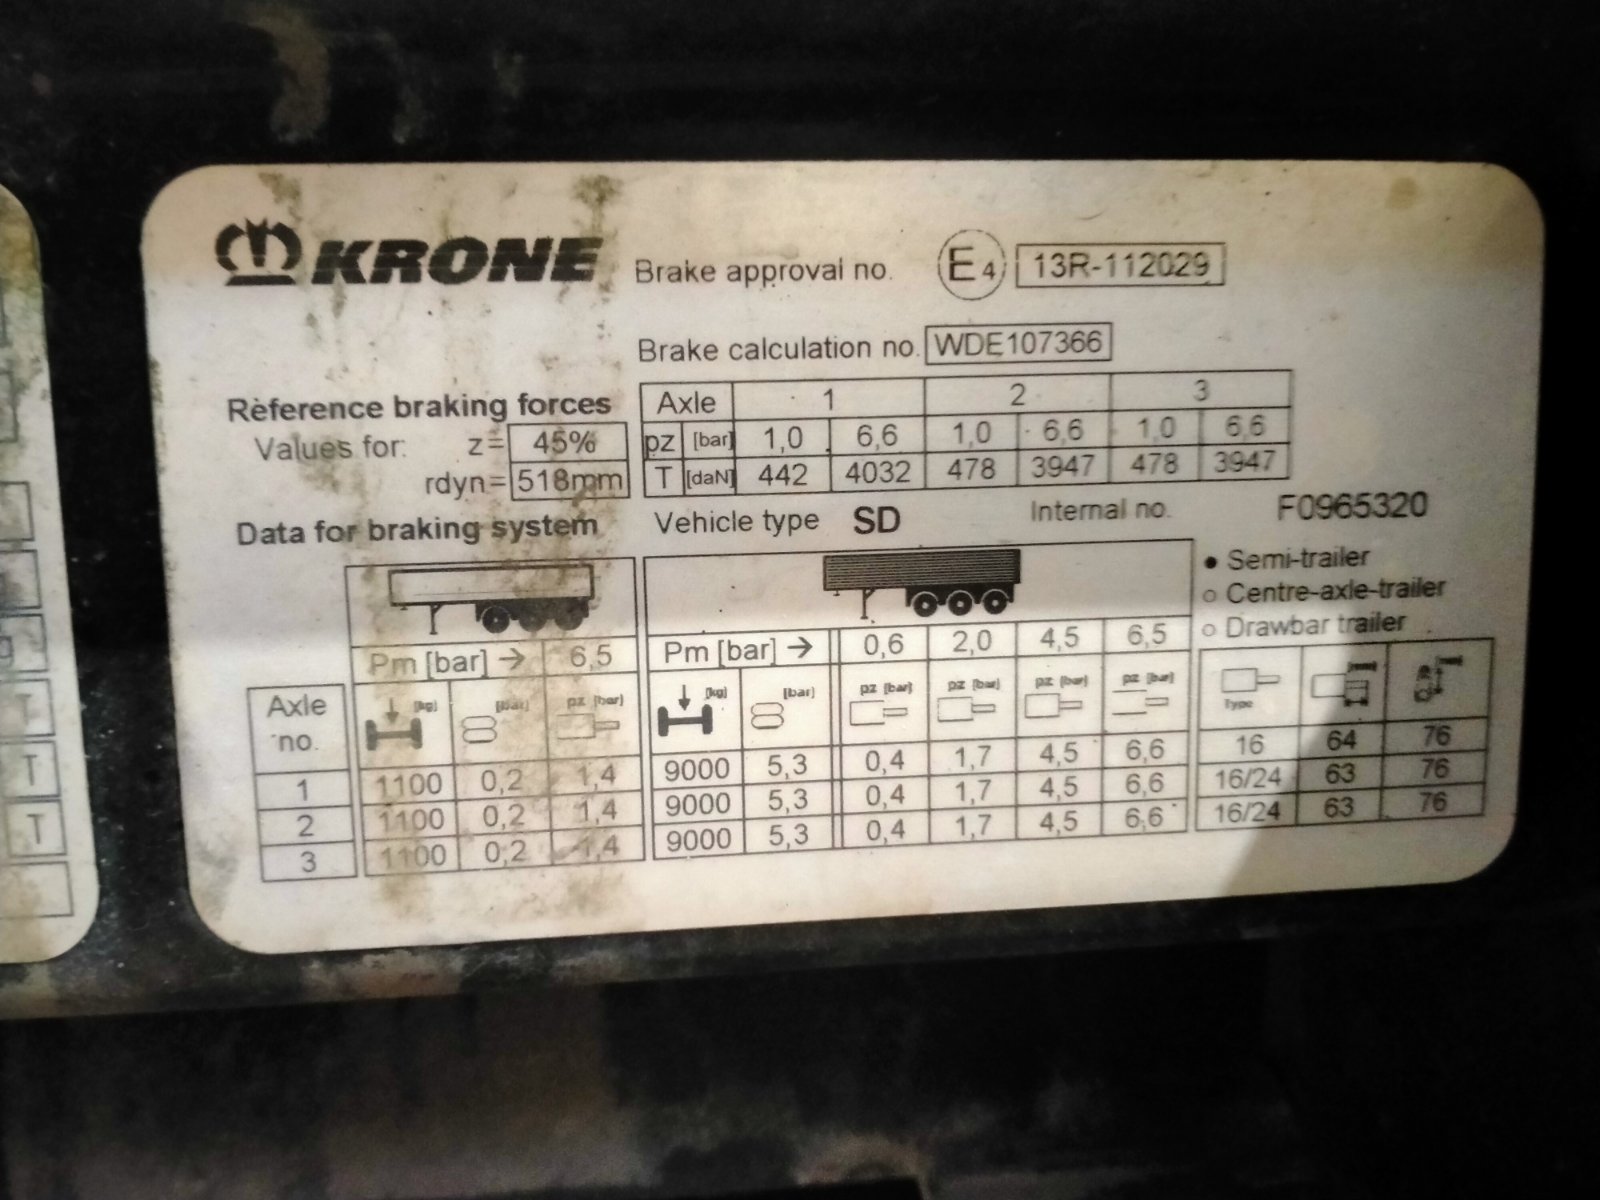 KRONE Brake approval no. E4 13R-112029
Brake calculation no. WDE107366
Reference braking forces Axle 1 2 3
Values for: z= 45% pz [bar] 1,0 6,6 1,0 6,6 1,0 6,6
rdyn= 518mm T [daN] 442 4032 478 3947 478 3947
Data for braking system Vehicle type SD Internal no. F0965320
• Semi-trailer
○ Centre-axle-trailer
○ Drawbar trailer
Pm [bar] → 6,5 Pm [bar] → 0,6 2,0 4,5 6,5
Axle no. [kg] [bar] pz [bar] [kg] [bar] pz [bar] pz [bar] pz [bar] pz [bar] Type [mm] [mm]
1 1100 0,2 1,4 9000 5,3 0,4 1,7 4,5 6,6 16 64 76
2 1100 0,2 1,4 9000 5,3 0,4 1,7 4,5 6,6 16/24 63 76
3 1100 0,2 1,4 9000 5,3 0,4 1,7 4,5 6,6 16/24 63 76
T
T
T